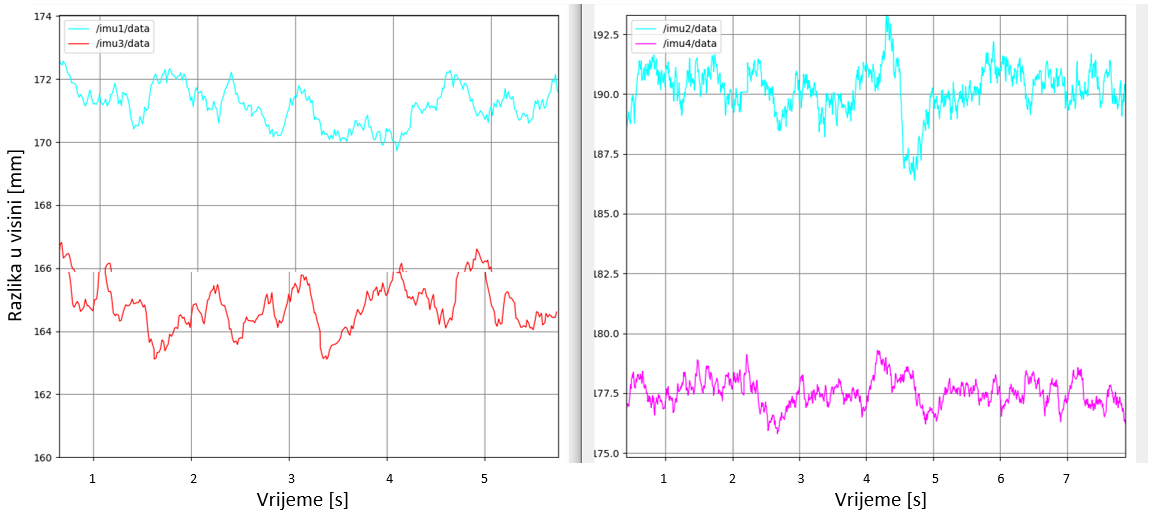 /imu1/data
/imu3/data
174
172
170
168
166
164
162
160
Razlika u visini [mm]
1 2 3 4 5
Vrijeme [s]
/imu2/data
/imu4/data
192.5
190.0
187.5
185.0
182.5
180.0
177.5
175.0
1 2 3 4 5 6 7
Vrijeme [s]